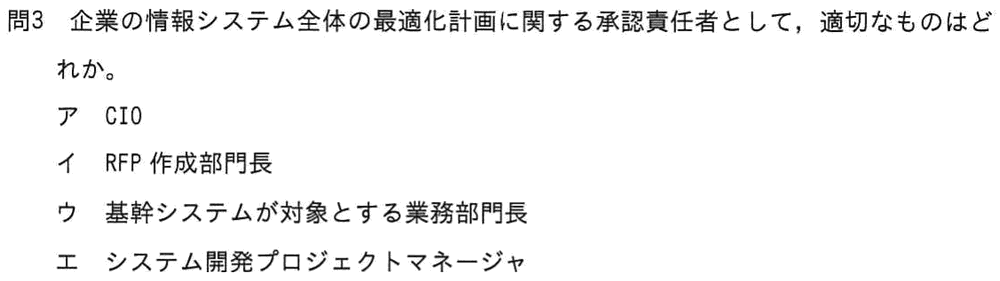 問3 企業の情報システム全体の最適化計画に関する承認責任者として，適切なものはど
れか。
ア CIO
イ RFP 作成部門長
ウ 基幹システムが対象とする業務部門長
エ システム開発プロジェクトマネージャ